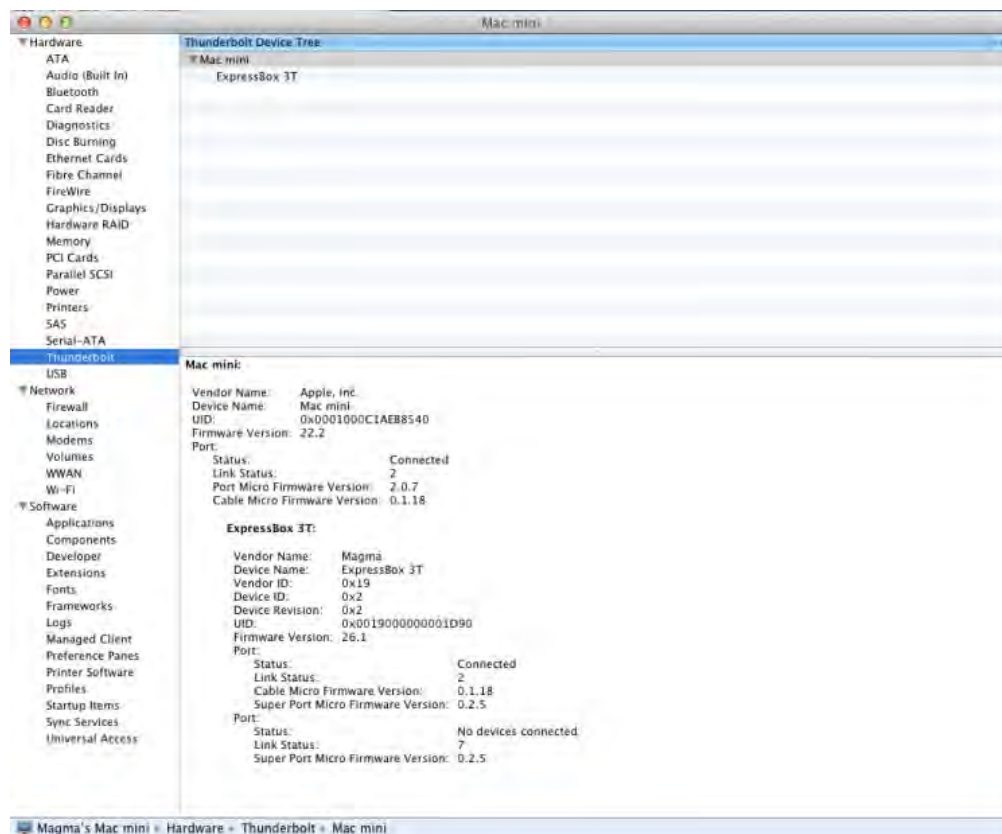 Mac mini
Hardware
ATA
Audio (Built In)
Bluetooth
Card Reader
Diagnostics
Disc Burning
Ethernet Cards
Fibre Channel
FireWire
Graphics/Displays
Hardware RAID
Memory
PCI Cards
Parallel SCSI
Power
Printers
SAS
Serial-ATA
Thunderbolt
USB
Network
Firewall
Locations
Modems
Volumes
WWAN
Wi-Fi
Software
Applications
Components
Developer
Extensions
Fonts
Frameworks
Logs
Managed Client
Preference Panes
Printer Software
Profiles
Startup Items
Sync Services
Universal Access
Thunderbolt Device Tree
Mac mini
ExpressBox 3T
Mac mini:
Vendor Name: Apple, Inc.
Device Name: Mac mini
UID: 0x0001000C1AEB8540
Firmware Version: 22.2
Port:
Status: Connected
Link Status: 2
Port Micro Firmware Version: 2.0.7
Cable Micro Firmware Version: 0.1.18
ExpressBox 3T:
Vendor Name: Magma
Device Name: ExpressBox 3T
Vendor ID: 0x19
Device ID: 0x2
Device Revision: 0x2
UID: 0x0019000000001D90
Firmware Version: 26.1
Port:
Status: Connected
Link Status: 2
Cable Micro Firmware Version: 0.1.18
Super Port Micro Firmware Version: 0.2.5
Port:
Status: No devices connected
Link Status: 7
Super Port Micro Firmware Version: 0.2.5
Magma's Mac mini ▸ Hardware ▸ Thunderbolt ▸ Mac mini